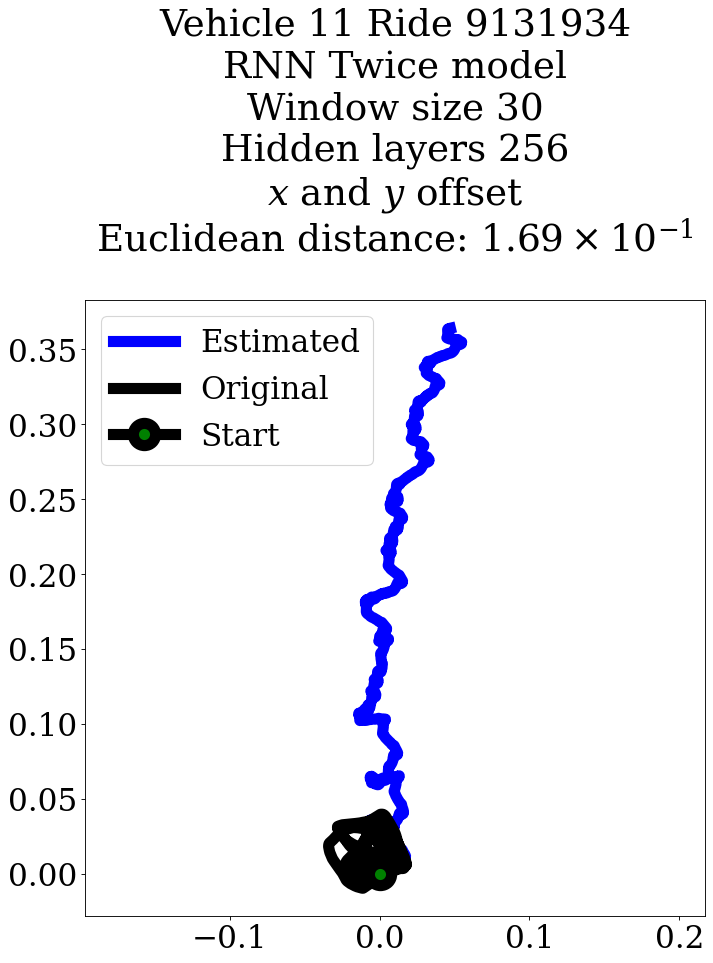 Vehicle 11 Ride 9131934
RNN Twice model
Window size 30
Hidden layers 256
x and y offset
Euclidean distance: 1.69 × 10⁻¹
Estimated
Original
Start
0.35
0.30
0.25
0.20
0.15
0.10
0.05
0.00
−0.1
0.0
0.1
0.2